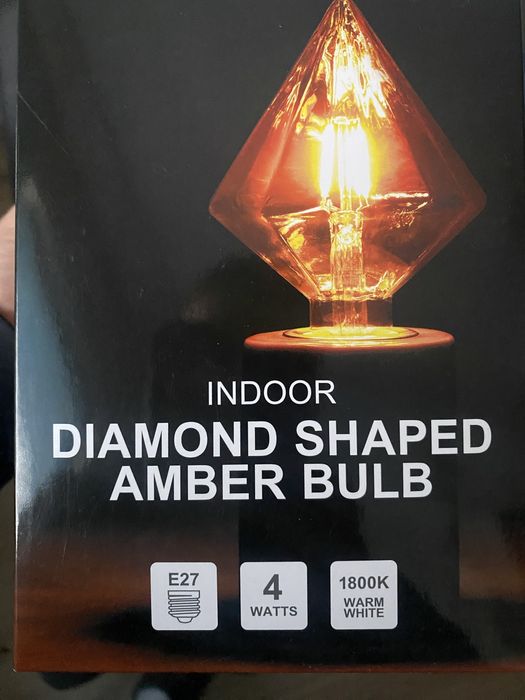 INDOOR
DIAMOND SHAPED
AMBER BULB
E27
4
WATTS
1800K
WARM
WHITE